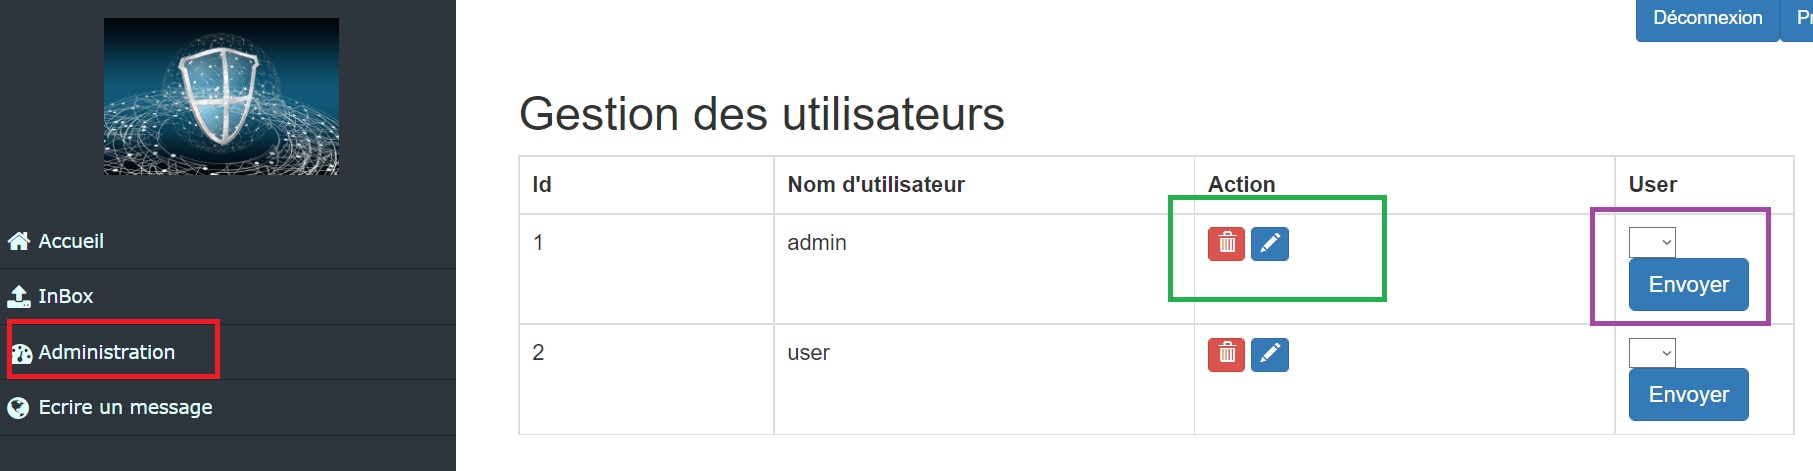 Déconnexion
Gestion des utilisateurs
Id Nom d'utilisateur Action User
Accueil
1 admin
InBox
Envoyer
Administration
2 user
Ecrire un message
Envoyer